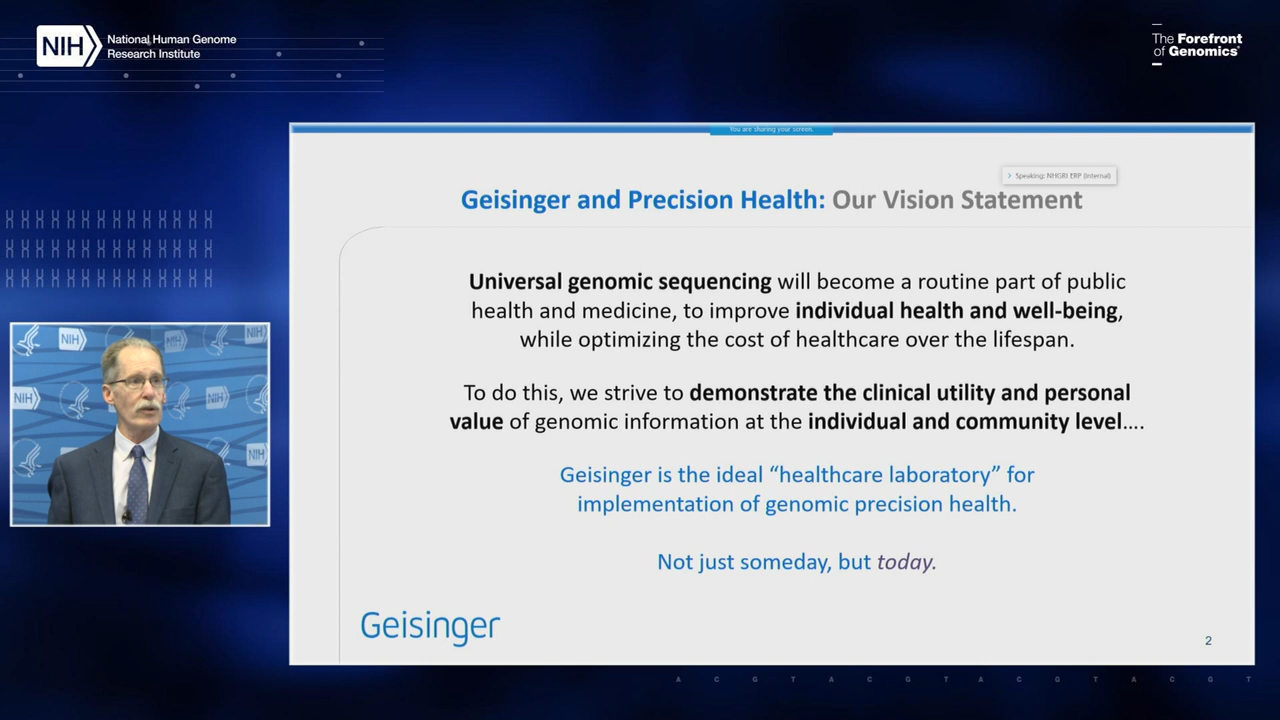 NIH
National Human Genome
Research Institute
The Forefront
of Genomics®
You are sharing your screen.
Speaking: NHGRI ERP (Internal)
Geisinger and Precision Health: Our Vision Statement
Universal genomic sequencing will become a routine part of public
health and medicine, to improve individual health and well-being,
while optimizing the cost of healthcare over the lifespan.
To do this, we strive to demonstrate the clinical utility and personal
value of genomic information at the individual and community level….
Geisinger is the ideal “healthcare laboratory” for
implementation of genomic precision health.
Not just someday, but today.
Geisinger
2
NIH
NIH
NIH
NIH
NIH
A C G T A C G T A C G T A C G T